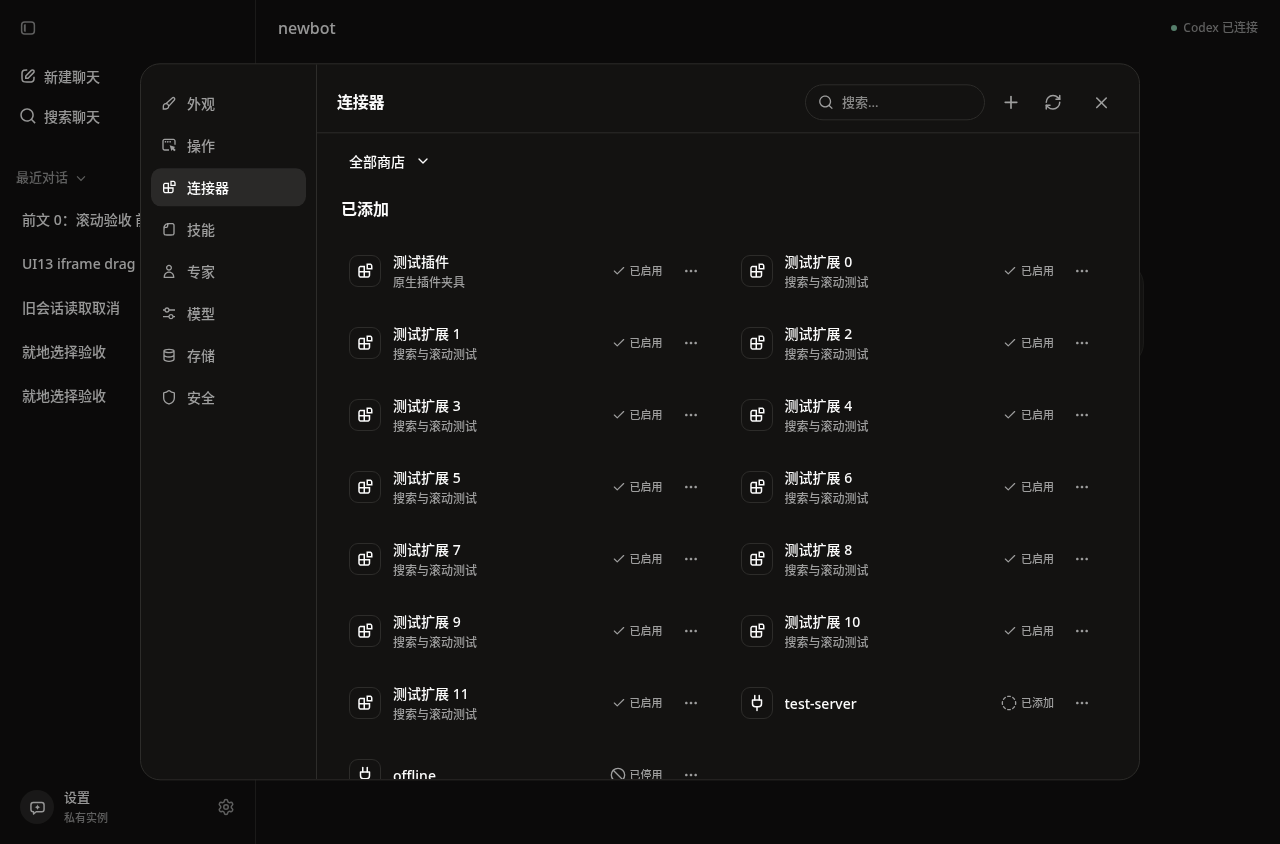 newbot
Codex 已连接
新建聊天
搜索聊天
最近对话
前文 0：滚动验收
UI13 iframe drag
旧会话读取取消
就地选择验收
就地选择验收
设置
私有实例
外观
操作
连接器
技能
专家
模型
存储
安全
连接器
搜索...
全部商店
已添加
测试插件
原生插件夹具
已启用
测试扩展 0
搜索与滚动测试
已启用
测试扩展 1
搜索与滚动测试
已启用
测试扩展 2
搜索与滚动测试
已启用
测试扩展 3
搜索与滚动测试
已启用
测试扩展 4
搜索与滚动测试
已启用
测试扩展 5
搜索与滚动测试
已启用
测试扩展 6
搜索与滚动测试
已启用
测试扩展 7
搜索与滚动测试
已启用
测试扩展 8
搜索与滚动测试
已启用
测试扩展 9
搜索与滚动测试
已启用
测试扩展 10
搜索与滚动测试
已启用
测试扩展 11
搜索与滚动测试
已启用
test-server
已添加
offline
已停用